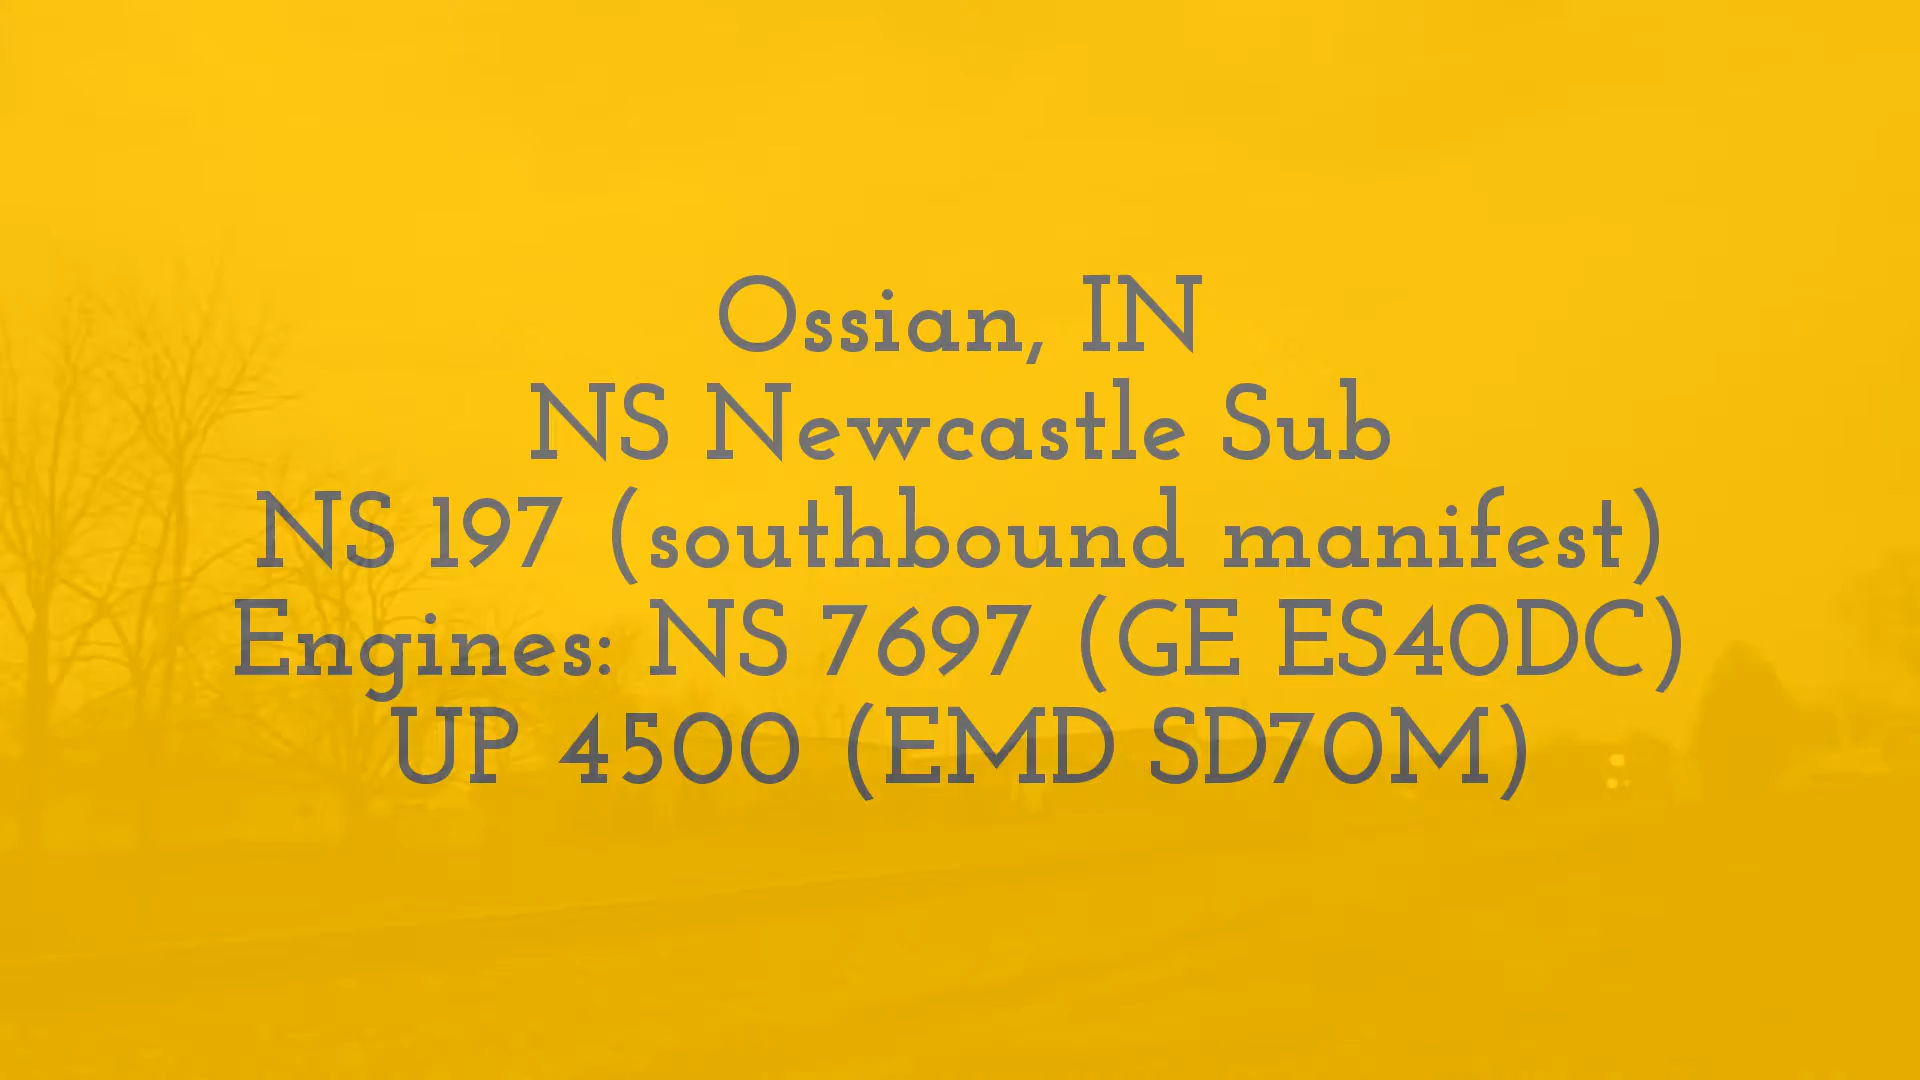 Ossian, IN
NS Newcastle Sub
NS 197 (southbound manifest)
Engines: NS 7697 (GE ES40DC)
UP 4500 (EMD SD70M)